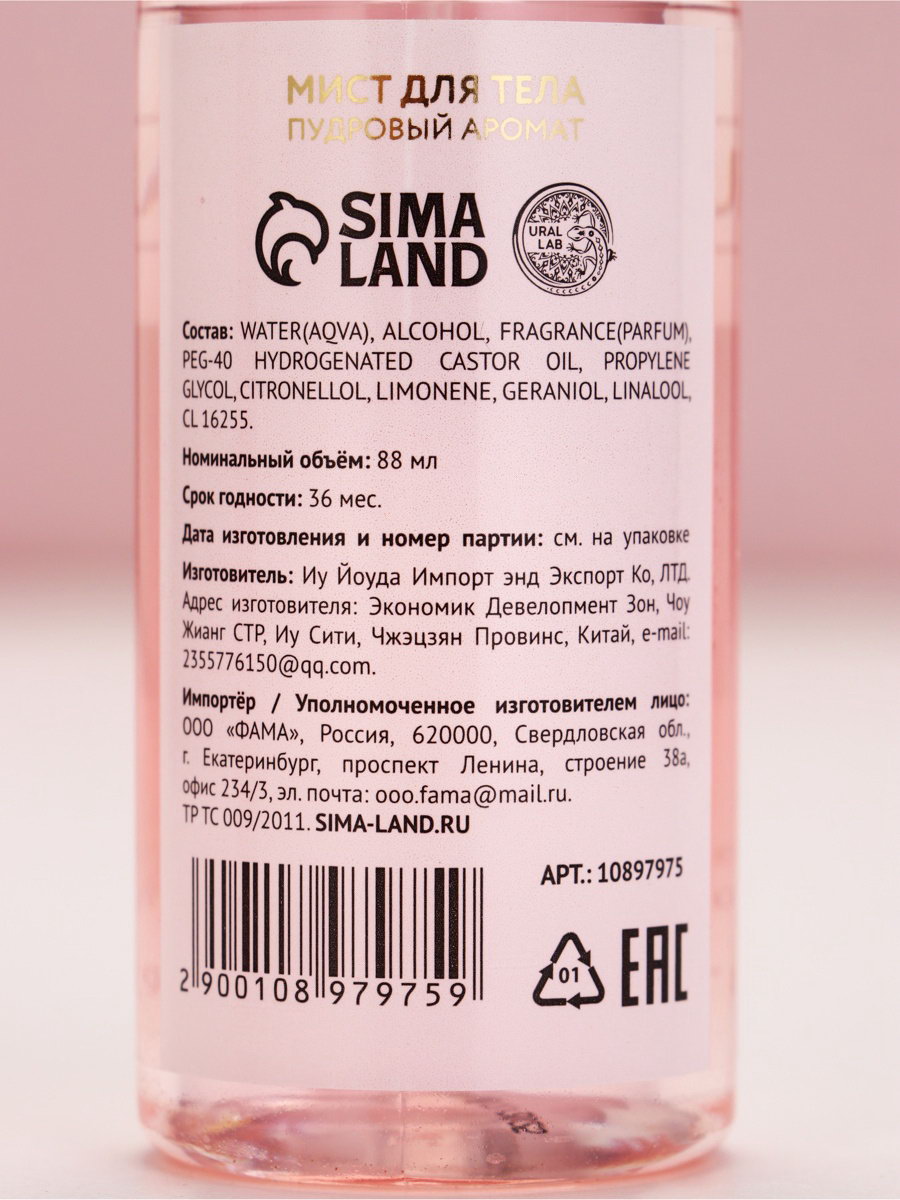 МИСТ ДЛЯ ТЕЛА
ПУДРОВЫЙ АРОМАТ
SIMA
LAND
URAL
LAB
Состав: WATER(AQVA), ALCOHOL, FRAGRANCE(PARFUM),
PEG-40 HYDROGENATED CASTOR OIL, PROPYLENE
GLYCOL, CITRONELLOL, LIMONENE, GERANIOL, LINALOOL,
CL 16255.
Номинальный объём: 88 мл
Срок годности: 36 мес.
Дата изготовления и номер партии: см. на упаковке
Изготовитель: Иу Йоуда Импорт энд Экспорт Ко, ЛТД.
Адрес изготовителя: Экономик Девелопмент Зон, Чоу
Жианг СТР, Иу Сити, Чжэцзян Провинс, Китай, e-mail:
2355776150@qq.com.
Импортёр / Уполномоченное изготовителем лицо:
ООО «ФАМА», Россия, 620000, Свердловская обл.,
г. Екатеринбург, проспект Ленина, строение 38а,
офис 234/3, эл. почта: ooo.fama@mail.ru.
ТР ТС 009/2011. SIMA-LAND.RU
АРТ.: 10897975
2 900108 979759
01
EAC